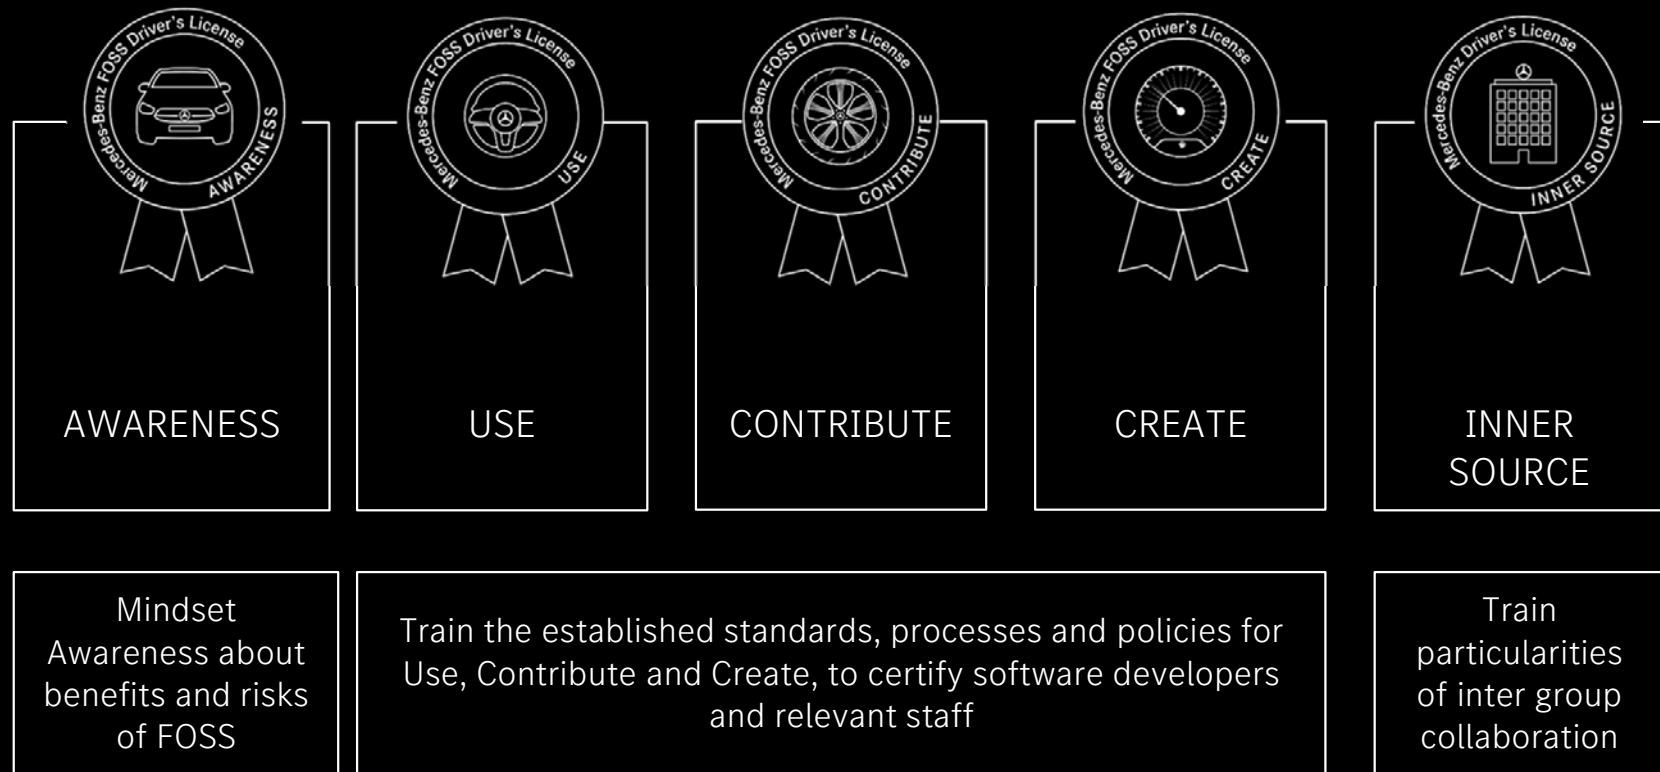 Mercedes-Benz FOSS Driver's License
AWARENESS
Mercedes-Benz FOSS Driver's License
USE
Mercedes-Benz FOSS Driver's License
CONTRIBUTE
Mercedes-Benz FOSS Driver's License
CREATE
Mercedes-Benz Driver's License
INNER SOURCE
AWARENESS
USE
CONTRIBUTE
CREATE
INNER
SOURCE
Mindset
Awareness about
benefits and risks
of FOSS
Train the established standards, processes and policies for
Use, Contribute and Create, to certify software developers
and relevant staff
Train
particularities
of inter group
collaboration